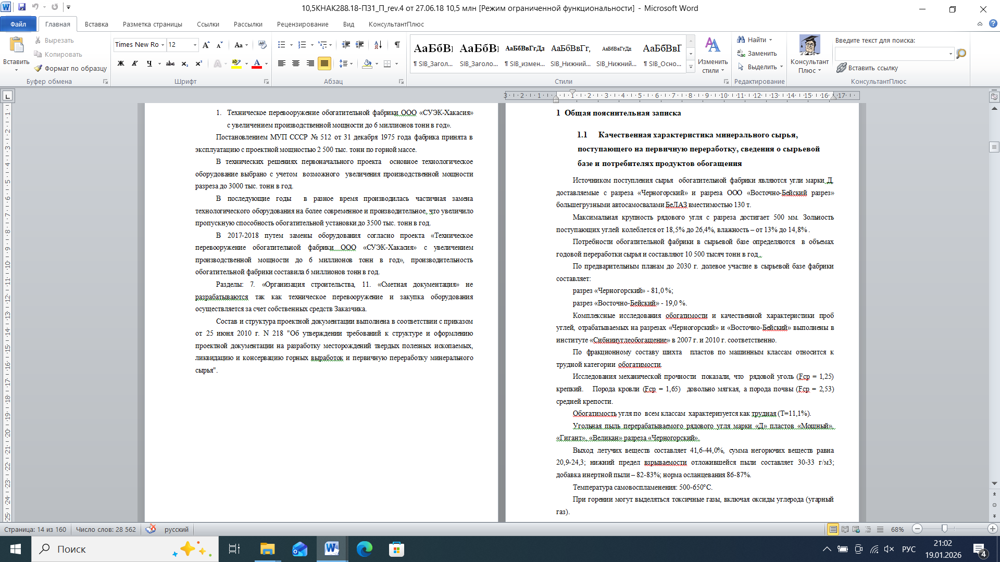 10,5КНАК288.18-ПЗ1_П_rev.4 от 27.06.18 10,5 млн [Режим ограниченной функциональности] - Microsoft Word
Файл
Главная
Вставка
Разметка страницы
Ссылки
Рассылки
Рецензирование
Вид
КонсультантПлюс
Вставить
Вырезать
Копировать
Формат по образцу
Буфер обмена
Times New Ro
12
Шрифт
Абзац
АаБбВ
¶ SIB_Загол...
АаБбВ
SIB_Заголо...
АаБбВвГгДд
¶ SIB_измен...
АаБбВвГг,
SIB_Нижний...
АаБбВвГгДд
SIB_Нижний...
АаБбВвГ
¶ SIB_Осно...
Стили
Изменить
стили
Найти
Заменить
Выделить
Редактирование
Консультант
Плюс
Введите текст для поиска:
Вставить ссылку
КонсультантПлюс
3 2 1 1 2 3 4 5 6 7 8 9 10 11 12 13 14 15 16 17
1. Техническое перевооружение обогатительной фабрики ООО «СУЭК-Хакасия»
с увеличением производственной мощности до 6 миллионов тонн в год».
Постановлением МУП СССР № 512 от 31 декабря 1975 года фабрика принята в
эксплуатацию с проектной мощностью 2 500 тыс. тонн по горной массе.
В технических решениях первоначального проекта основное технологическое
оборудование выбрано с учетом возможного увеличения производственной мощности
разреза до 3000 тыс. тонн в год.
В последующие годы в разное время производилась частичная замена
технологического оборудования на более современное и производительное, что увеличило
пропускную способность обогатительной установки до 3500 тыс. тонн в год.
В 2017-2018 путем замены оборудования согласно проекта «Техническое
перевооружение обогатительной фабрики ООО «СУЭК-Хакасия» с увеличением
производственной мощности до 6 миллионов тонн в год», производительность
обогатительной фабрики составила 6 миллионов тонн в год.
Разделы: 7. «Организация строительства, 11. «Сметная документация» не
разрабатываются так как техническое перевооружение и закупка оборудования
осуществляется за счет собственных средств Заказчика.
Состав и структура проектной документации выполнена в соответствии с приказом
от 25 июня 2010 г. N 218 "Об утверждении требований к структуре и оформлению
проектной документации на разработку месторождений твердых полезных ископаемых,
ликвидацию и консервацию горных выработок и первичную переработку минерального
сырья".
1 Общая пояснительная записка
1.1 Качественная характеристика минерального сырья,
поступающего на первичную переработку, сведения о сырьевой
базе и потребителях продуктов обогащения
Источником поступления сырья обогатительной фабрики являются угли марки Д,
доставляемые с разреза «Черногорский» и разреза ООО «Восточно-Бейский разрез»
большегрузными автосамосвалами БеЛАЗ вместимостью 130 т.
Максимальная крупность рядового угля с разреза достигает 500 мм. Зольность
поступающих углей колеблется от 18,5% до 26,4%, влажность – от 13% до 14,8% .
Потребности обогатительной фабрики в сырьевой базе определяются в объемах
годовой переработки сырья и составляют 10 500 тысяч тонн в год .
По предварительным планам до 2030 г. долевое участие в сырьевой базе фабрики
составляет:
разрез «Черногорский» - 81,0 %;
разрез «Восточно-Бейский» - 19,0 %.
Комплексные исследования обогатимости и качественной характеристики проб
углей, отрабатываемых на разрезах «Черногорский» и «Восточно-Бейский» выполнены в
институте «Сибнииуглеобогащение» в 2007 г. и 2010 г. соответственно.
По фракционному составу шихта пластов по машинным классам относится к
трудной категории обогатимости.
Исследования механической прочности показали, что рядовой уголь (Fср = 1,25)
крепкий. Порода кровли (Fср = 1,65) довольно мягкая, а порода почвы (Fср = 2,53)
средней крепости.
Обогатимость угля по всем классам характеризуется как трудная (Т=11,1%).
Угольная пыль перерабатываемого рядового угля марки «Д» пластов «Мощный»,
«Гигант», «Великан» разреза «Черногорский».
Выход летучих веществ составляет 41,6-44,0%, сумма негорючих веществ равна
20,9-24,3; нижний предел взрываемости отложившейся пыли составляет 30-33 г/м3;
добавка инертной пыли – 82-83%; норма осланцевания 86-87%.
Температура самовоспламенения: 500-650°С.
При горении могут выделяться токсичные газы, включая оксиды углерода (угарный
газ).
Страница: 14 из 160
Число слов: 28 562
русский
68%
Поиск
РУС
21:02
19.01.2026
4